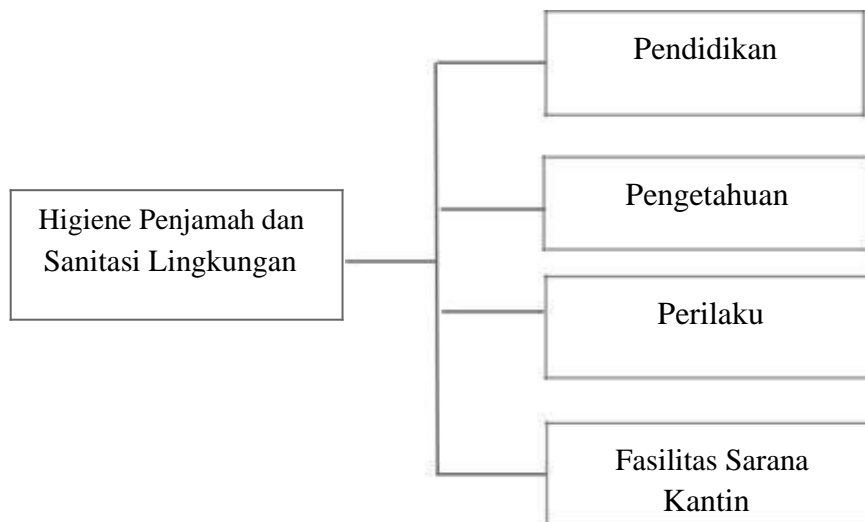 Pendidikan
Pengetahuan
Higiene Penjamah dan
Sanitasi Lingkungan
Perilaku
Fasilitas Sarana
Kantin